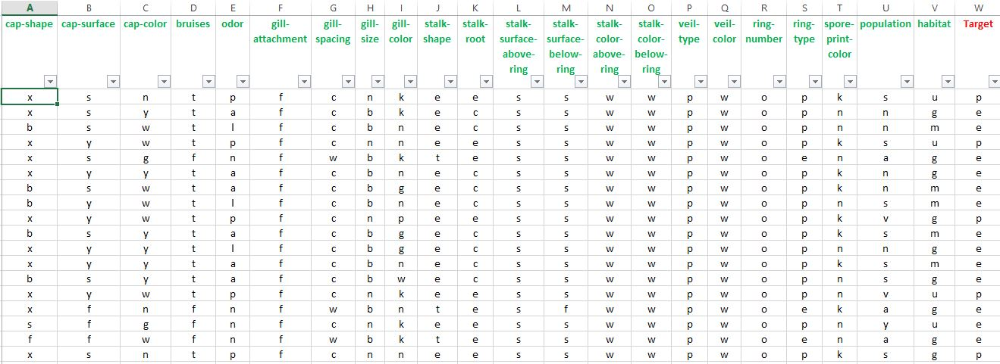 A B C D E F G H I J K L M N O P Q R S T U V W
cap-shape cap-surface cap-color bruises odor gill-attachment gill-spacing gill-size gill-color stalk-shape stalk-root stalk-surface-above-ring stalk-surface-below-ring stalk-color-above-ring stalk-color-below-ring veil-type veil-color ring-number ring-type spore-print-color population habitat Target
x s n t p f c n k e e s s w w p w o p k s u p
x s y t a f c b k e c s s w w p w o p n n g e
b s w t l f c b n e c s s w w p w o p n n m e
x y w t p f c n n e e s s w w p w o p k s u p
x s g f n f w b k t e s s w w p w o e n a g e
x y y t a f c b n e c s s w w p w o p k n g e
b s w t a f c b g e c s s w w p w o p k n m e
b y w t l f c b n e c s s w w p w o p n s m e
x y w t p f c n p e e s s w w p w o p k v g p
b s y t a f c b g e c s s w w p w o p k s m e
x y y t l f c b g e c s s w w p w o p n n g e
x y y t a f c b n e c s s w w p w o p k s m e
b s y t a f c b w e c s s w w p w o p n s g e
x y w t p f c n k e e s s w w p w o p n v u p
x f n f n f w b n t e s f w w p w o e k a g e
s f g f n f c n k e e s s w w p w o p n y u e
f f w f n f w b k t e s s w w p w o e n a g e
x s n t p f c n n e e s s w w p w o p k s g p